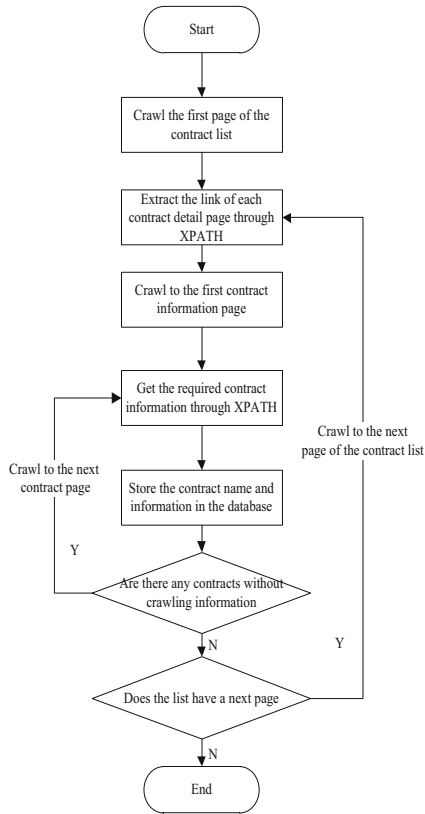 Start
Crawl the first page of the
contract list
Extract the link of each
contract detail page through
XPATH
Crawl to the first contract
information page
Get the required contract
information through XPATH
Crawl to the next
page of the contract list
Crawl to the next
contract page
Store the contract name and
information in the database
Y
Are there any contracts without
crawling information
N
Y
Does the list have a next page
N
End